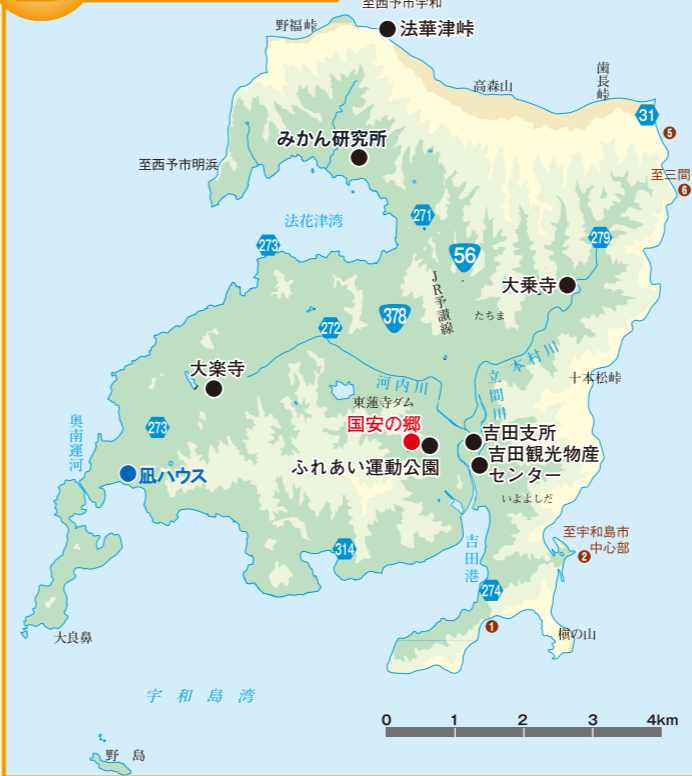 至西予市宇和
野福峠
法華津峠
高森山
歯長峠
31
5
みかん研究所
至西予市明浜
至三間
6
法花津湾
271
273
279
56
JR予讃線
大乗寺
378
272
たちま
本村川
大楽寺
河内川
立間川
十本松峠
東蓮寺ダム
国安の郷
273
奥南運河
吉田支所
ふれあい運動公園
吉田観光物産
センター
凪ハウス
いよよしだ
至宇和島市
中心部
2
314
吉田港
274
1
大良鼻
槇の山
宇和島湾
野島
0 1 2 3 4km